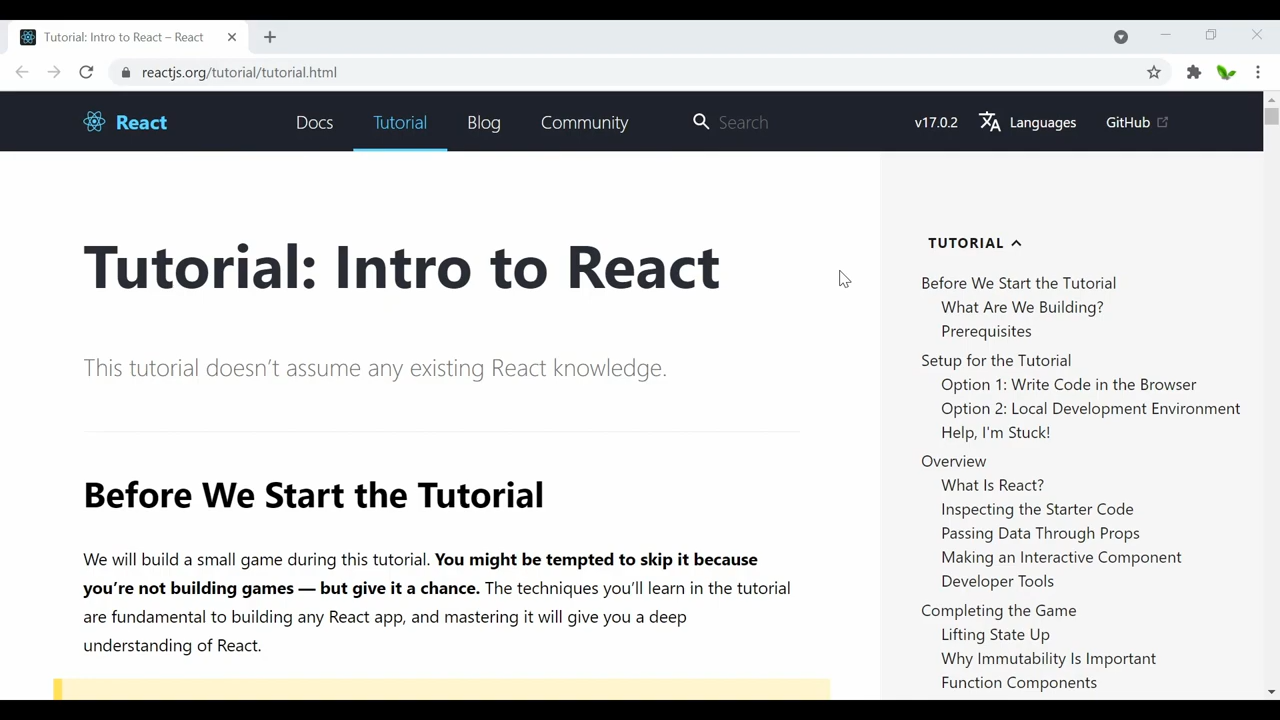 Tutorial: Intro to React – React
reactjs.org/tutorial/tutorial.html
React
Docs
Tutorial
Blog
Community
Search
v17.0.2
Languages
GitHub
Tutorial: Intro to React
This tutorial doesn’t assume any existing React knowledge.
Before We Start the Tutorial
We will build a small game during this tutorial. You might be tempted to skip it because
you’re not building games — but give it a chance. The techniques you’ll learn in the tutorial
are fundamental to building any React app, and mastering it will give you a deep
understanding of React.
TUTORIAL
Before We Start the Tutorial
What Are We Building?
Prerequisites
Setup for the Tutorial
Option 1: Write Code in the Browser
Option 2: Local Development Environment
Help, I'm Stuck!
Overview
What Is React?
Inspecting the Starter Code
Passing Data Through Props
Making an Interactive Component
Developer Tools
Completing the Game
Lifting State Up
Why Immutability Is Important
Function Components